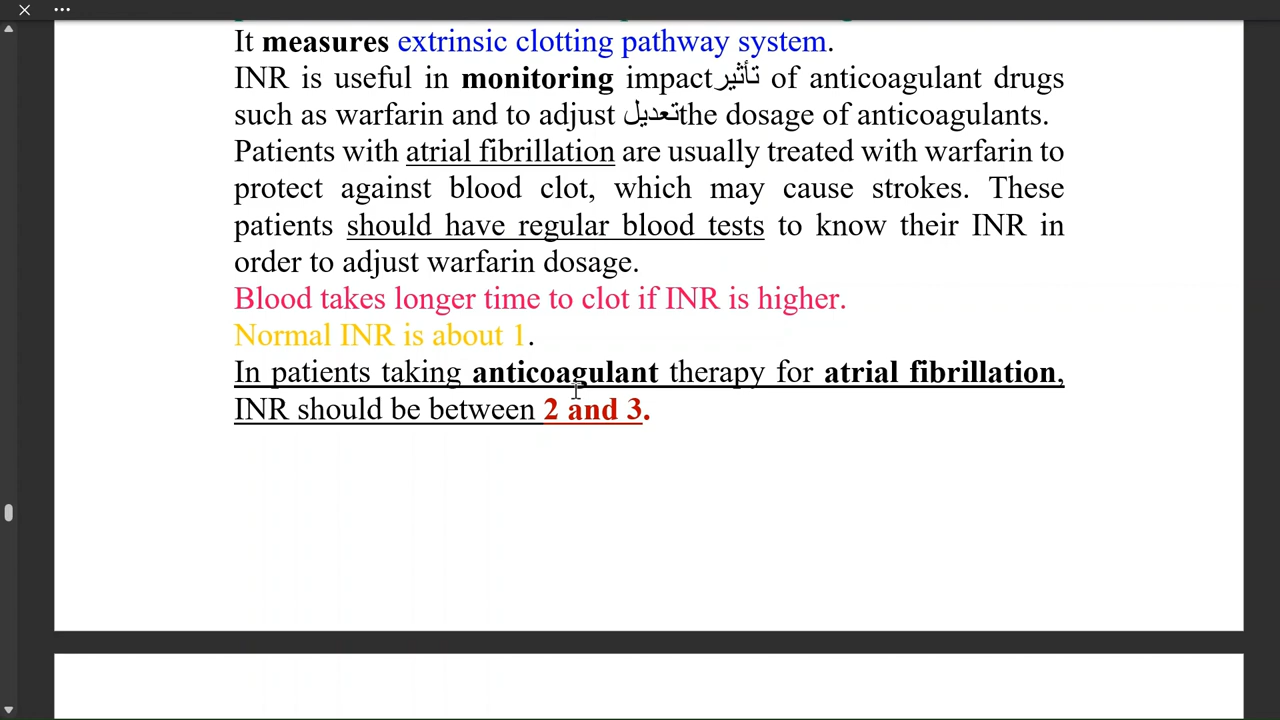 It measures extrinsic clotting pathway system.
INR is useful in monitoring impactتأثير of anticoagulant drugs
such as warfarin and to adjust تعديلthe dosage of anticoagulants.
Patients with atrial fibrillation are usually treated with warfarin to
protect against blood clot, which may cause strokes. These
patients should have regular blood tests to know their INR in
order to adjust warfarin dosage.
Blood takes longer time to clot if INR is higher.
Normal INR is about 1.
In patients taking anticoagulant therapy for atrial fibrillation,
INR should be between 2 and 3.